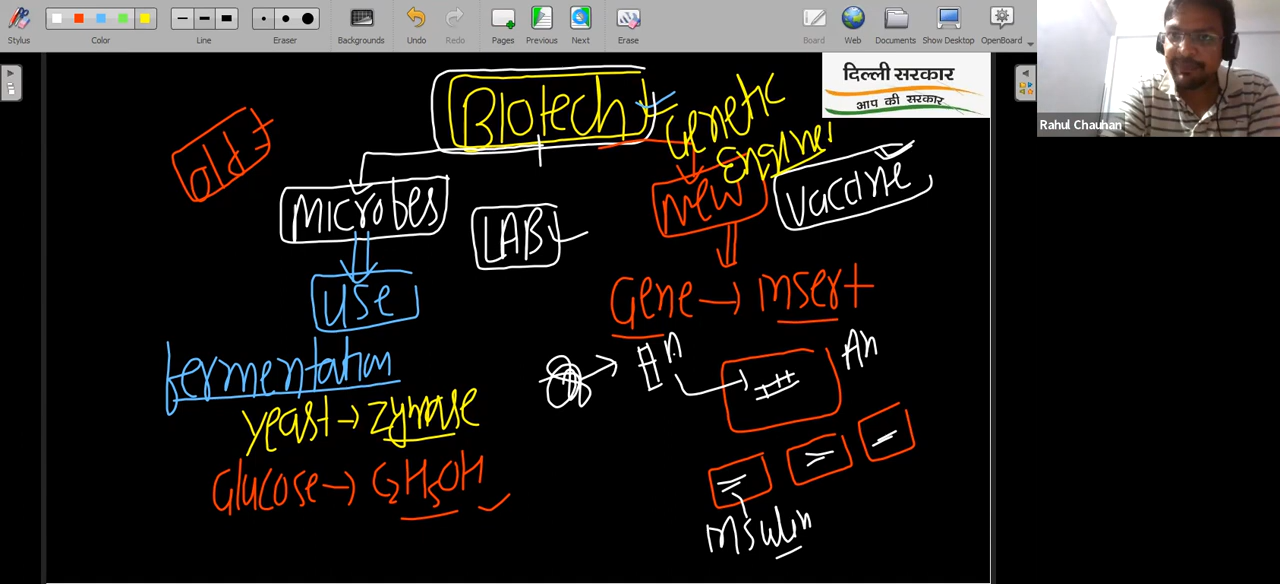 Stylus
Color
Line
Eraser
Backgrounds
Undo
Redo
Pages
Previous
Next
Erase
Board
Web
Documents
Show Desktop
OpenBoard
Rahul Chauhan
दिल्ली सरकार
आप की सरकार
Biotech
Genetic
Engineer
old
MICROBES
LAB
New
Vaccine
USE
Gene → Insert
fermentation
An
yeast → zymase
Glucose → C2H5OH
Insulin